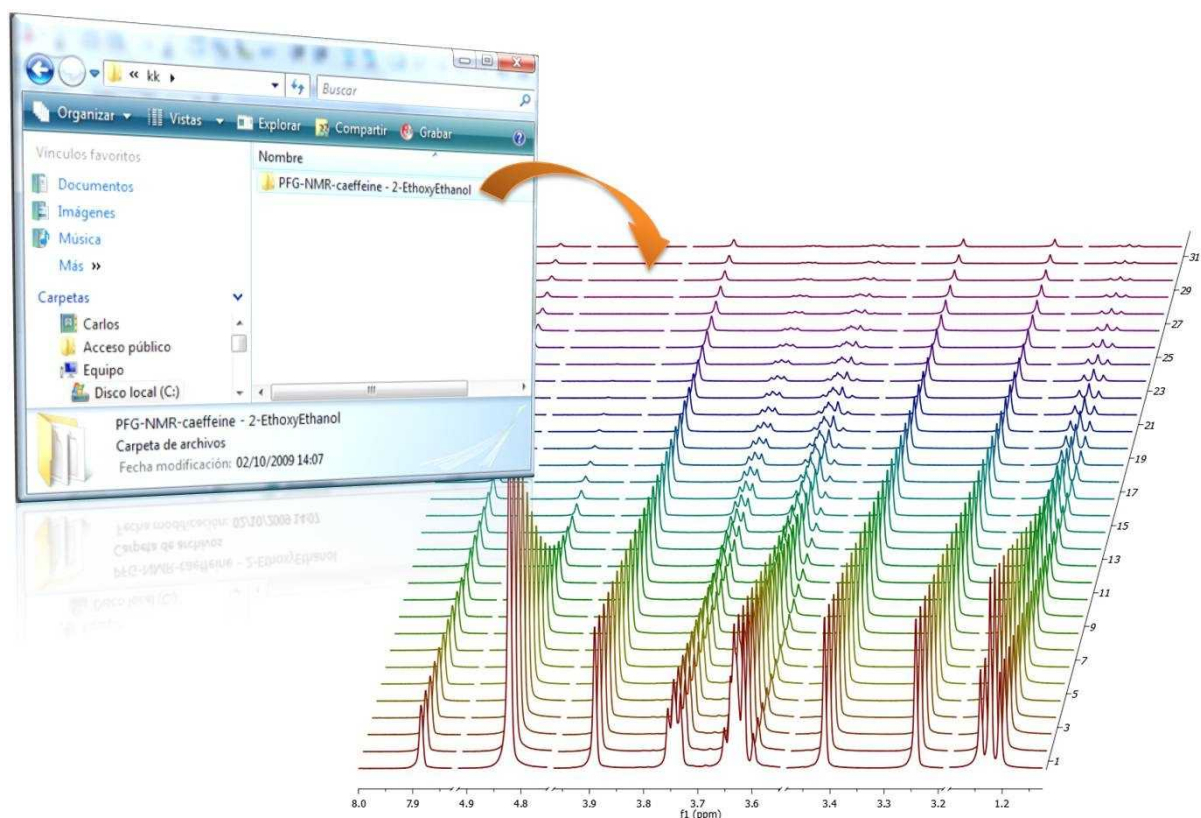 « kk ▸
Buscar
Organizar
Vistas
Explorar
Compartir
Grabar
Vínculos favoritos
Documentos
Imágenes
Música
Más »
Carpetas
Carlos
Acceso público
Equipo
Disco local (C:)
Nombre
PFG-NMR-caeffeine - 2-EthoxyEthanol
PFG-NMR-caeffeine - 2-EthoxyEthanol
Carpeta de archivos
Fecha modificación: 02/10/2009 14:07
31
29
27
25
23
21
19
17
15
13
11
9
7
5
3
1
8.0 7.9 4.9 4.8 3.9 3.8 3.7 3.6 3.4 3.3 3.2 1.2
f1 (ppm)